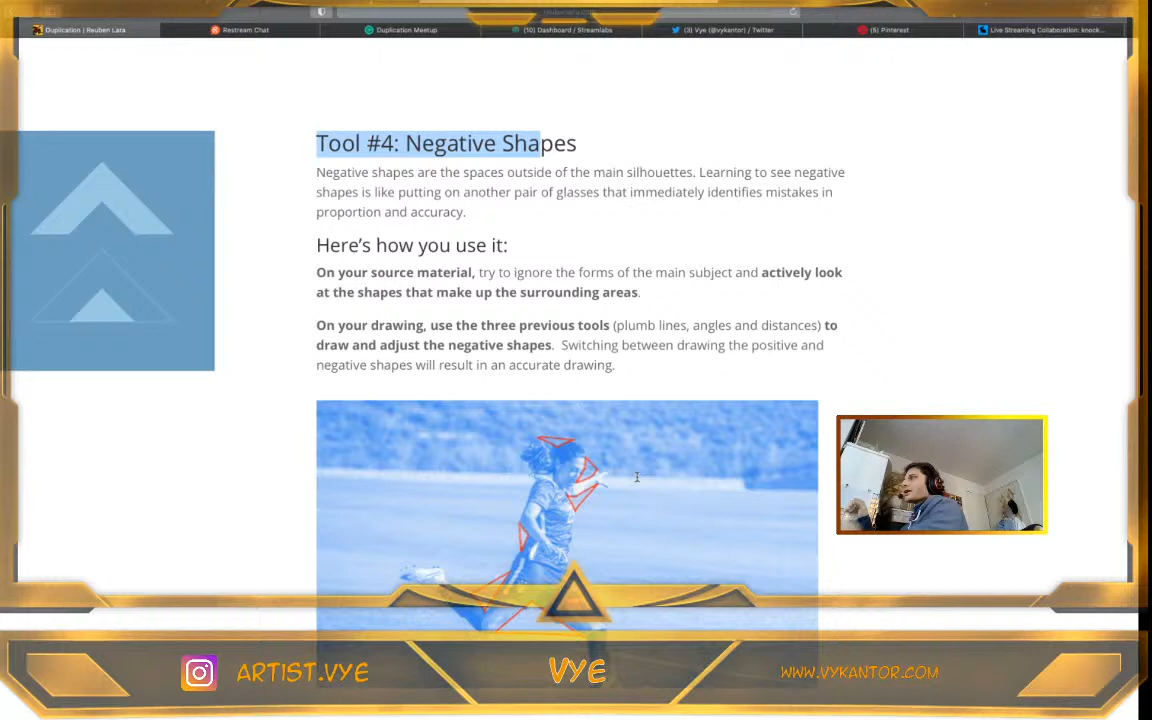 Duplication | Reuben Lara
Restream Chat
Duplication Meetup
(10) Dashboard / Streamlabs
(3) Vye (@vykantor) / Twitter
(6) Pinterest
Live Streaming Collaboration: knock...
Tool #4: Negative Shapes
Negative shapes are the spaces outside of the main silhouettes. Learning to see negative
shapes is like putting on another pair of glasses that immediately identifies mistakes in
proportion and accuracy.
Here’s how you use it:
On your source material, try to ignore the forms of the main subject and actively look
at the shapes that make up the surrounding areas.
On your drawing, use the three previous tools (plumb lines, angles and distances) to
draw and adjust the negative shapes. Switching between drawing the positive and
negative shapes will result in an accurate drawing.
ARTIST.VYE
VYE
WWW.VYKANTOR.COM